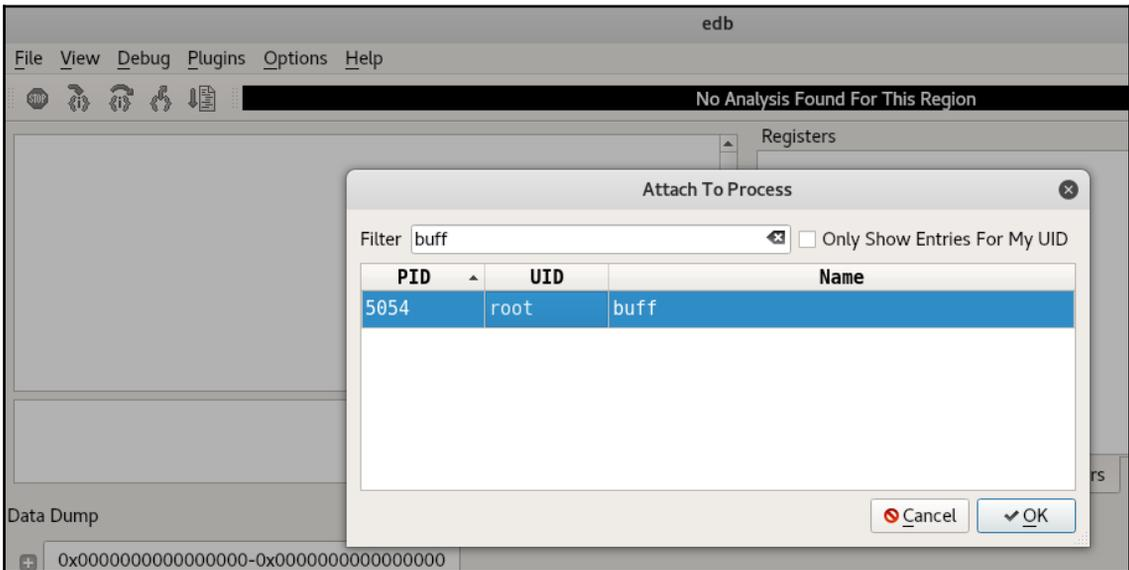 edb
File View Debug Plugins Options Help
STOP
No Analysis Found For This Region
Registers
Attach To Process
Filter buff Only Show Entries For My UID
PID UID Name
5054 root buff
rs
Cancel OK
Data Dump
0x0000000000000000-0x0000000000000000